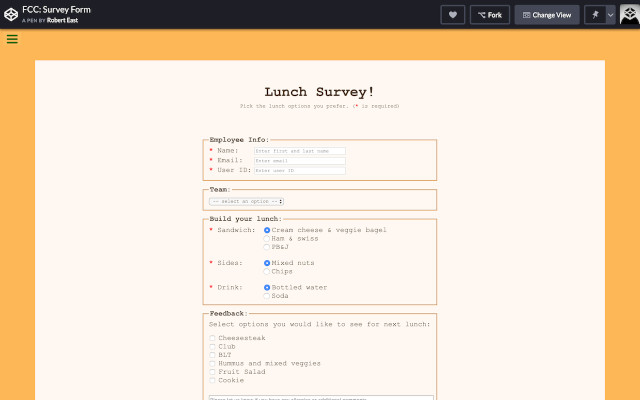 FCC: Survey Form
A PEN BY Robert East
Fork
Change View
Lunch Survey!
Pick the lunch options you prefer. (* is required)
Employee Info:
* Name: Enter first and last name
* Email: Enter email
* User ID: Enter user ID
Team:
-- select an option --
Build your lunch:
* Sandwich: Cream cheese & veggie bagel
Ham & swiss
PB&J
* Sides: Mixed nuts
Chips
* Drink: Bottled water
Soda
Feedback:
Select options you would like to see for next lunch:
Cheesesteak
Club
BLT
Hummus and mixed veggies
Fruit Salad
Cookie